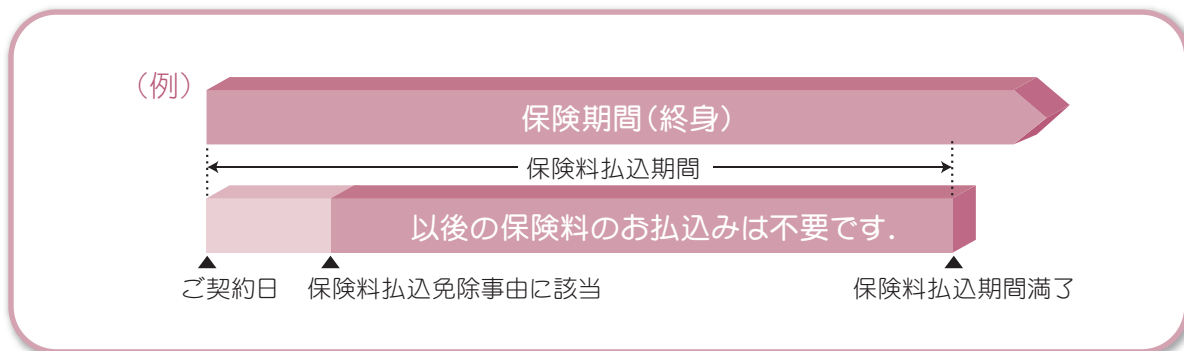 （例）
保険期間（終身）
保険料払込期間
以後の保険料のお払込みは不要です.
ご契約日　保険料払込免除事由に該当　保険料払込期間満了